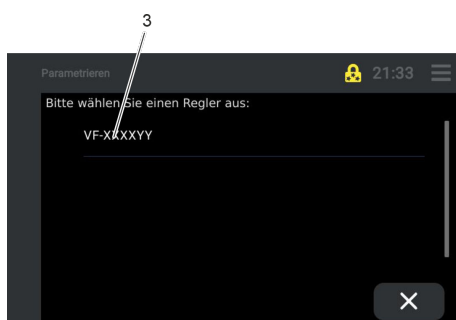 3
Parametrieren 21:33
Bitte wählen Sie einen Regler aus:
VF-XXXXYY